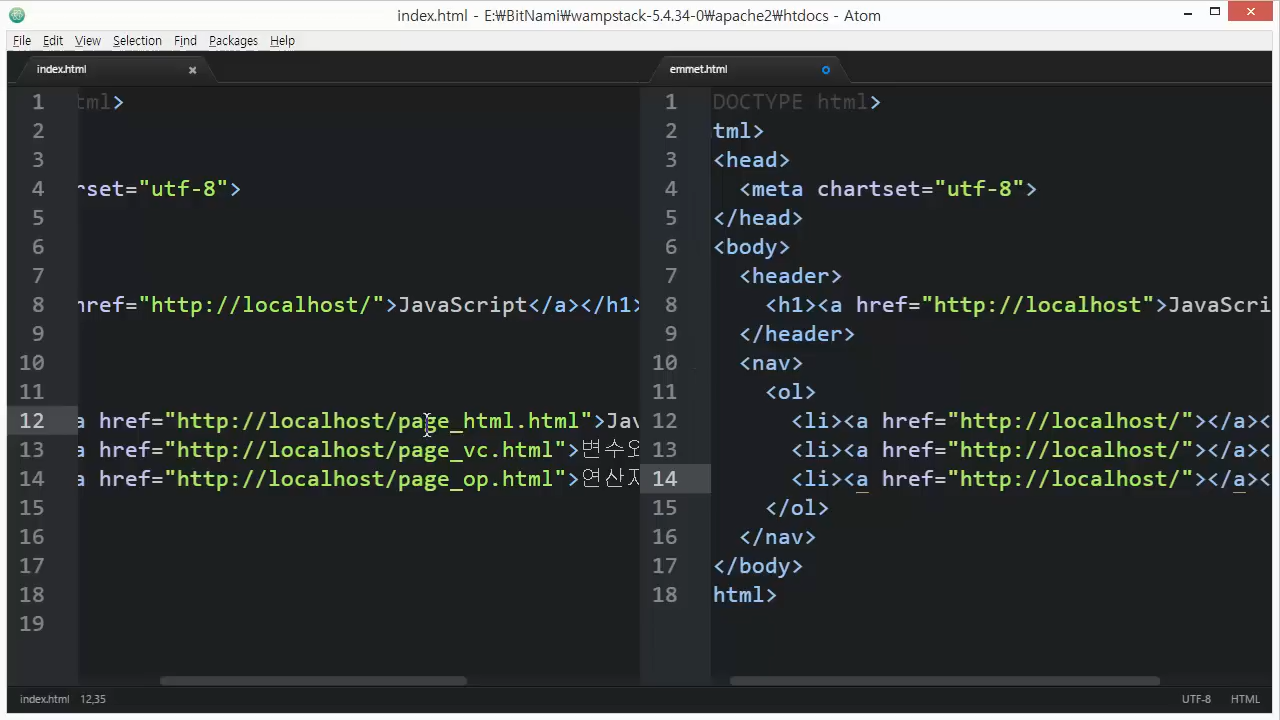 index.html - E:₩BitNami₩wampstack-5.4.34-0₩apache2₩htdocs - Atom
File Edit View Selection Find Packages Help
index.html
1 tml>
2
3
4 rset="utf-8">
5
6
7
8 href="http://localhost/">JavaScript</a></h1>
9
10
11
12 a href="http://localhost/page_html.html">Jav
13 a href="http://localhost/page_vc.html">변수와
14 a href="http://localhost/page_op.html">연산자
15
16
17
18
19
emmet.html
1 DOCTYPE html>
2 tml>
3 <head>
4 <meta chartset="utf-8">
5 </head>
6 <body>
7 <header>
8 <h1><a href="http://localhost">JavaScri
9 </header>
10 <nav>
11 <ol>
12 <li><a href="http://localhost/"></a><
13 <li><a href="http://localhost/"></a><
14 <li><a href="http://localhost/"></a><
15 </ol>
16 </nav>
17 </body>
18 html>
index.html 12,35
UTF-8 HTML